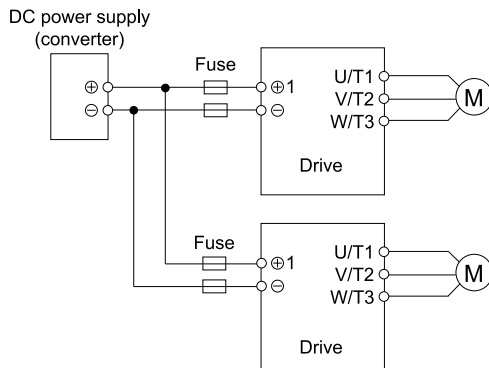 DC power supply
(converter)
⊕
⊖
Fuse
⊕1
⊖
U/T1
V/T2
W/T3
M
Drive
Fuse
⊕1
⊖
U/T1
V/T2
W/T3
M
Drive